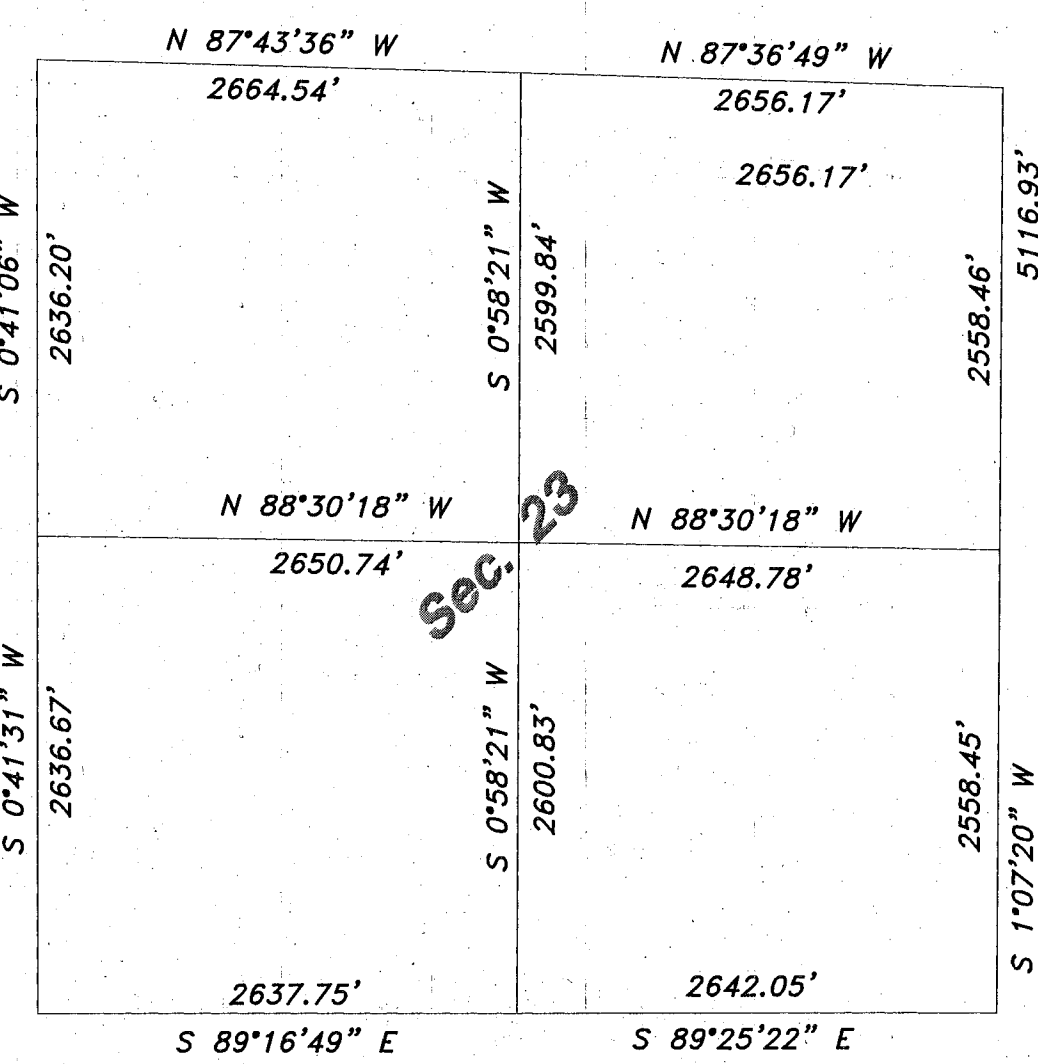 N 87°43'36" W
N 87°36'49" W
2664.54'
2656.17'
2656.17'
5116.93'
S 0°41'06" W
2636.20'
S 0°58'21" W
2599.84'
2558.46'
N 88°30'18" W
N 88°30'18" W
2650.74'
Sec. 23
2648.78'
S 0°41'31" W
2636.67'
S 0°58'21" W
2600.83'
2558.45'
S 1°07'20" W
2637.75'
2642.05'
S 89°16'49" E
S 89°25'22" E